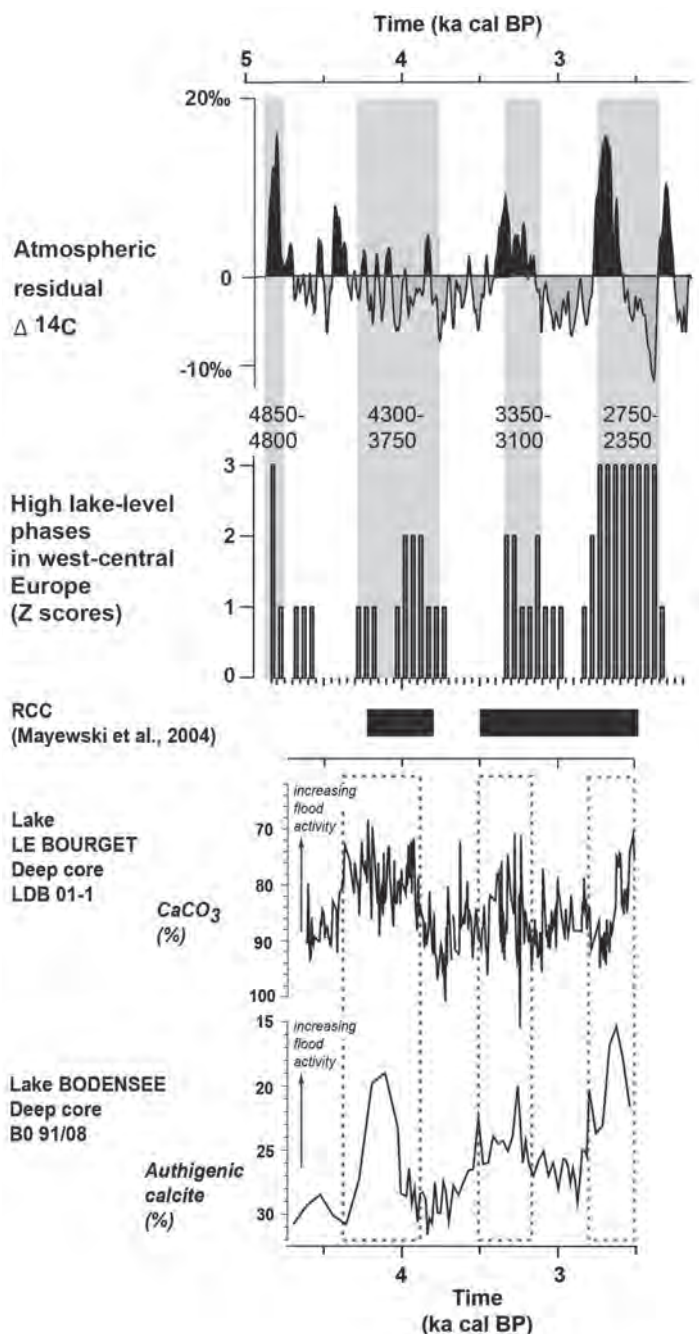 Time (ka cal BP)
5 4 3
20‰
Atmospheric
residual
Δ 14C
0
-10‰
4850-
4800
4300-
3750
3350-
3100
2750-
2350
High lake-level
phases
in west-central
Europe
(Z scores)
3
2
1
0
RCC
(Mayewski et al., 2004)
Lake
LE BOURGET
Deep core
LDB 01-1
CaCO3
(%)
increasing
flood
activity
70
80
90
100
Lake BODENSEE
Deep core
B0 91/08
Authigenic
calcite
(%)
15
increasing
flood
activity
20
25
30
4 3
Time
(ka cal BP)